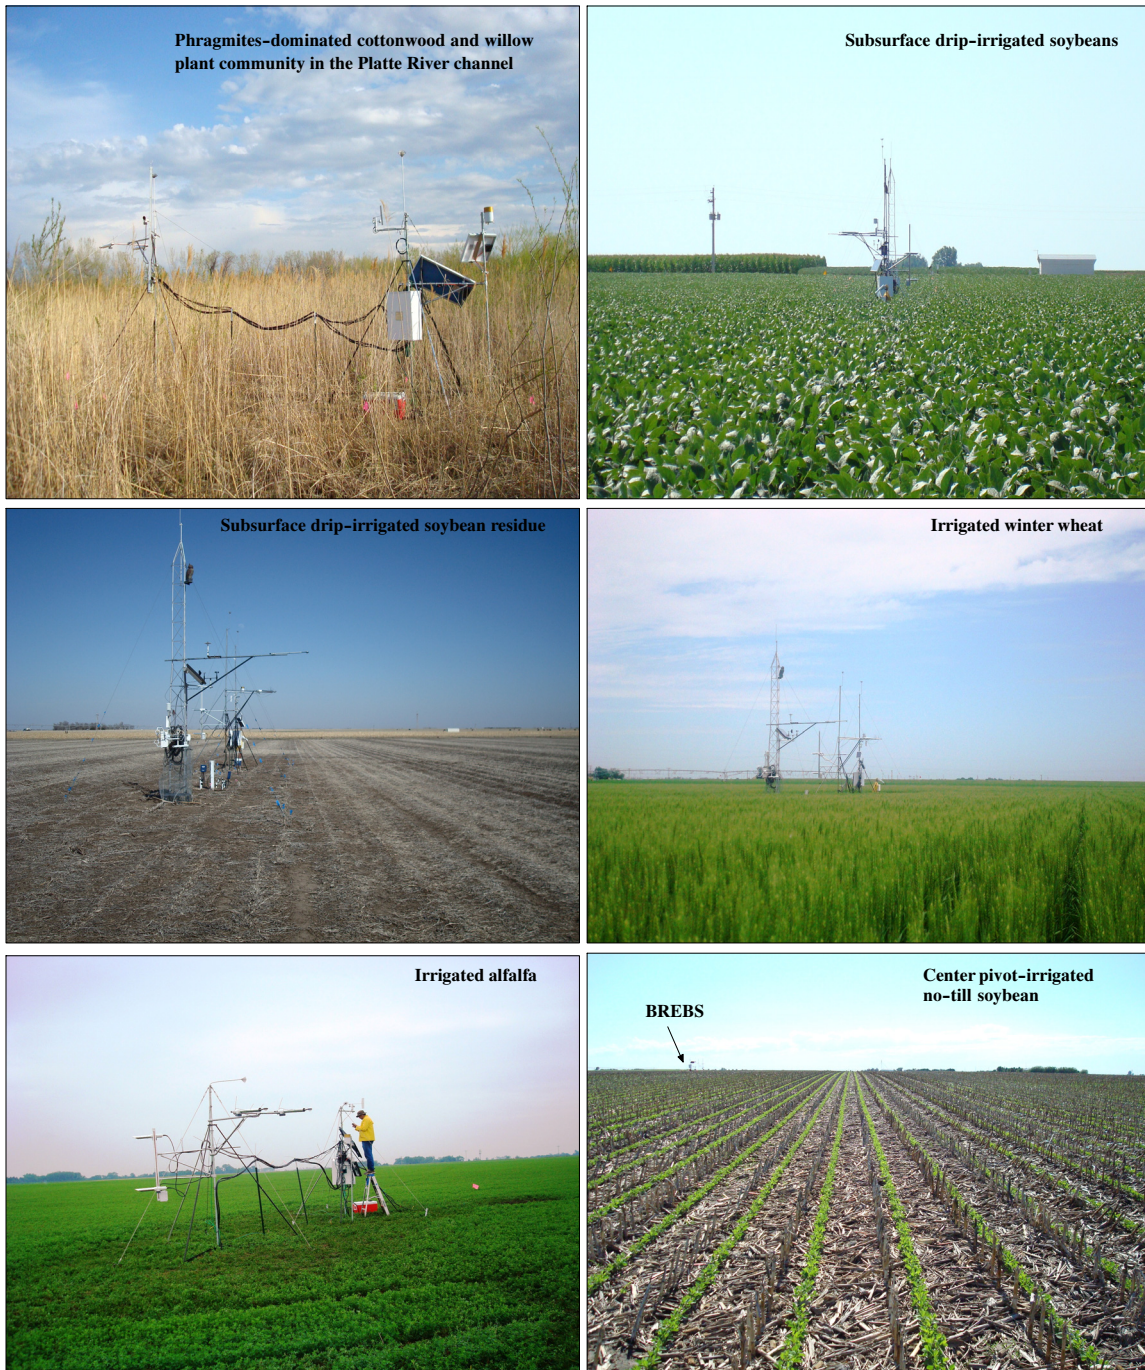 Phragmites-dominated cottonwood and willow
plant community in the Platte River channel
Subsurface drip-irrigated soybeans
Subsurface drip-irrigated soybean residue
Irrigated winter wheat
Irrigated alfalfa
Center pivot-irrigated
no-till soybean
BREBS